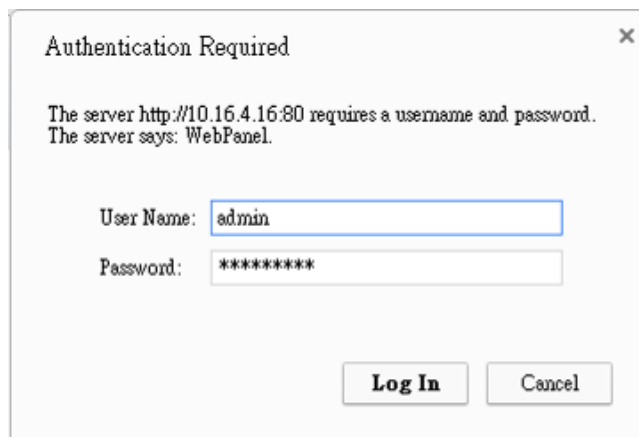 Authentication Required
The server http://10.16.4.16:80 requires a username and password.
The server says: WebPanel.
User Name: admin
Password: *********
Log In Cancel